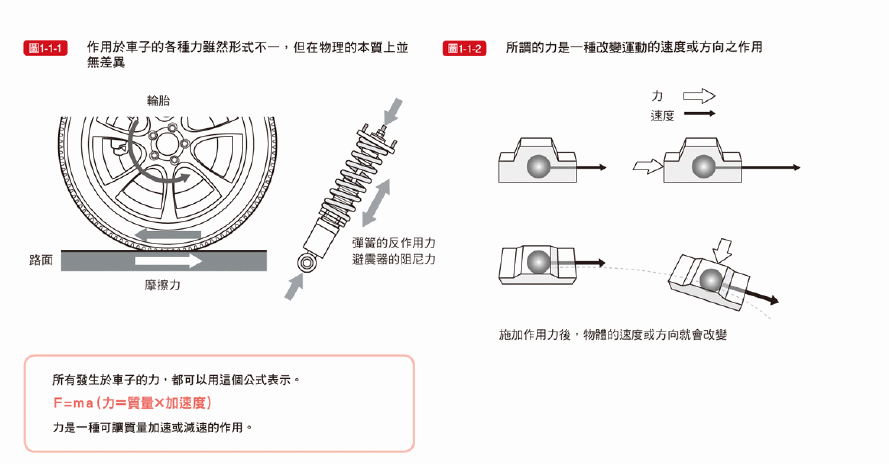 圖1-1-1
作用於車子的各種力雖然形式不一，但在物理的本質上並
無差異
輪胎
路面
摩擦力
彈簧的反作用力
避震器的阻尼力
所有發生於車子的力，都可以用這個公式表示。
F=ma(力＝質量×加速度)
力是一種可讓質量加速或減速的作用。
圖1-1-2
所謂的力是一種改變運動的速度或方向之作用
力
速度
施加作用力後，物體的速度或方向就會改變